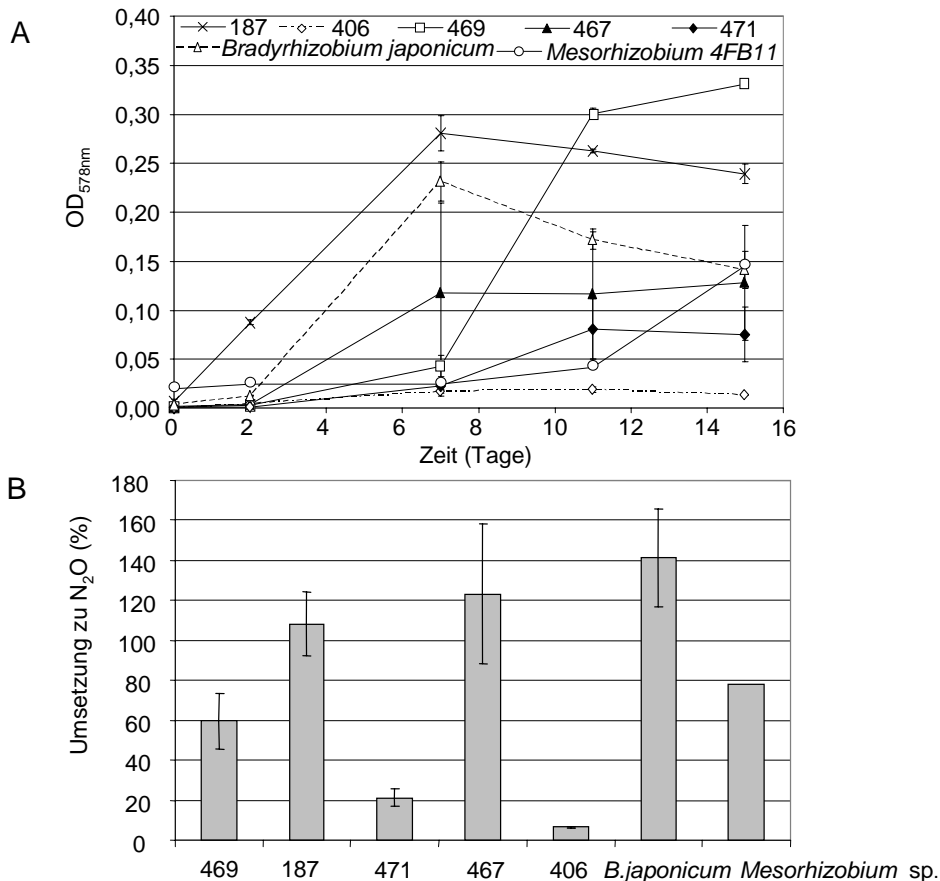 A
187 406 469 467 471
Bradyrhizobium japonicum Mesorhizobium 4FB11
0,40
0,35
0,30
0,25
0,20
0,15
0,10
0,05
0,00
OD578nm
0 2 4 6 8 10 12 14 16
Zeit (Tage)
B
180
160
140
120
100
80
60
40
20
0
Umsetzung zu N2O (%)
469 187 471 467 406 B.japonicum Mesorhizobium sp.